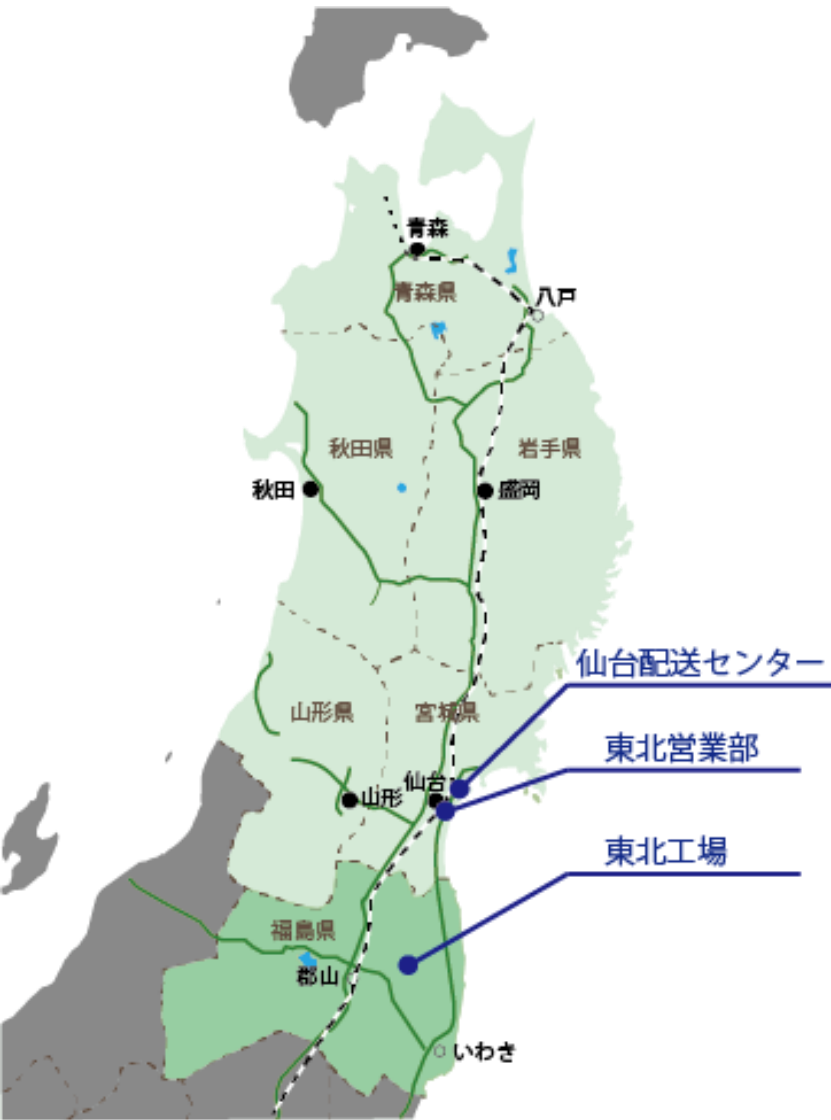 青森
青森県
八戸
秋田県
岩手県
秋田
盛岡
仙台配送センター
山形県
宮城県
東北営業部
仙台
山形
東北工場
福島県
郡山
いわき